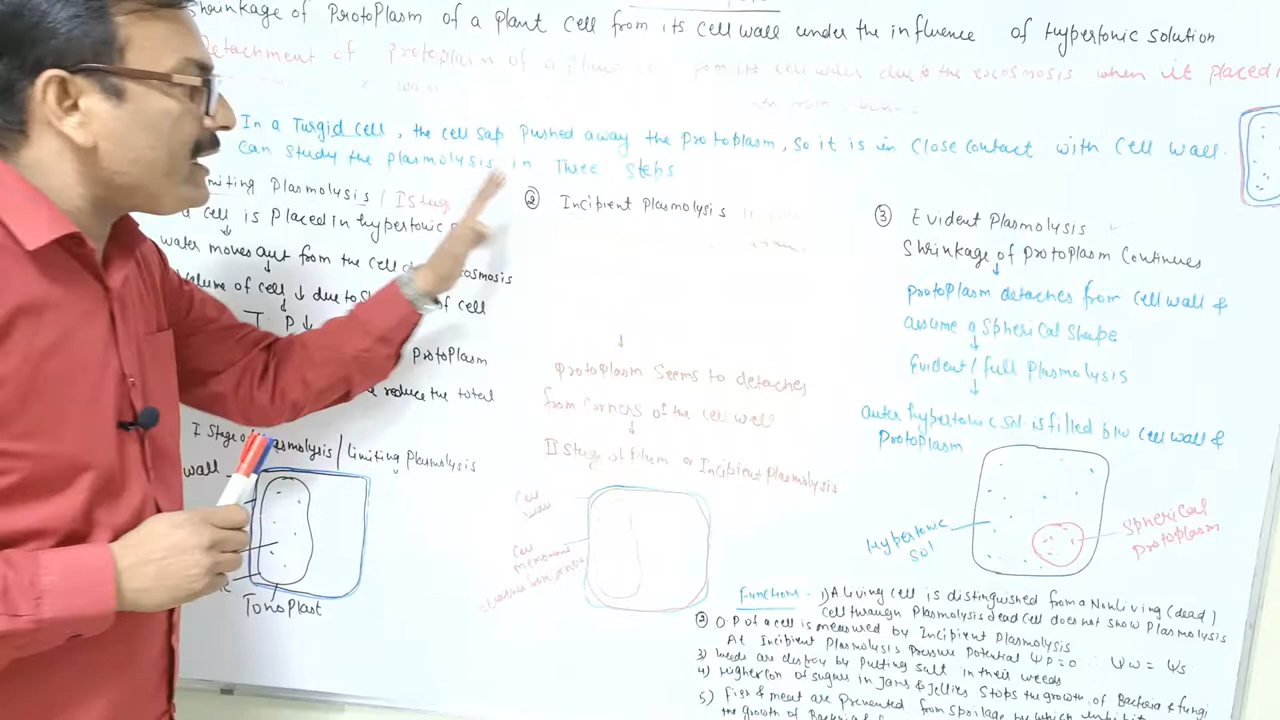 Shrinkage of Protoplasm of a plant cell from its cell wall under the influence of Hypertonic solution
Detachment of protoplasm of a from its cell wall due to the exosmosis when it placed
In a Turgid cell, the cell sap pushed away the protoplasm, so it is in close contact with cell wall.
can study the plasmolysis in Three steps
Limiting Plasmolysis / I Stage
a cell is placed in hypertonic
water moves out from the cell
Volume of cell ↓ due to of cell
T. P ↓
protoplasm
reduce the total
I Stage of Plasmolysis / limiting Plasmolysis
wall
Tonoplast
② Incipient Plasmolysis
↓
protoplasm seems to detaches
from corners of the cell wall
↓
II stage of Plasm or Incipient Plasmolysis
Cell
wall
Cell
membrane
③ Evident Plasmolysis
Shrinkage of protoplasm continues
↓
protoplasm detaches from cell wall &
assume a spherical shape
↓
Evident / full Plasmolysis
↓
outer hypertonic sol is filled b/w cell wall &
Protoplasm
Hypertonic
sol
Spherical
protoplasm
Functions - 1) A living cell is distinguished from a Nonliving (dead)
cell through Plasmolysis dead cell does not show Plasmolysis
② O.P of a cell is measured by Incipient Plasmolysis
At Incipient Plasmolysis pressure potential Ψp = 0 Ψw = Ψs
3) weeds are destroy by putting salt in their weeds
4) Higher con of sugars in Jams & Jellies stops the growth of Bacteria & fungi
5) Fish & meat are prevented from spoilage by which
the growth of